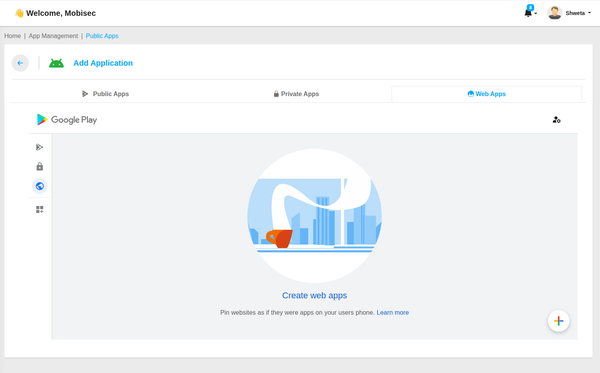 👋 Welcome, Mobisec
Shweta
Home | App Management | Public Apps
Add Application
Public Apps
Private Apps
Web Apps
Google Play
Create web apps
Pin websites as if they were apps on your users phone. Learn more